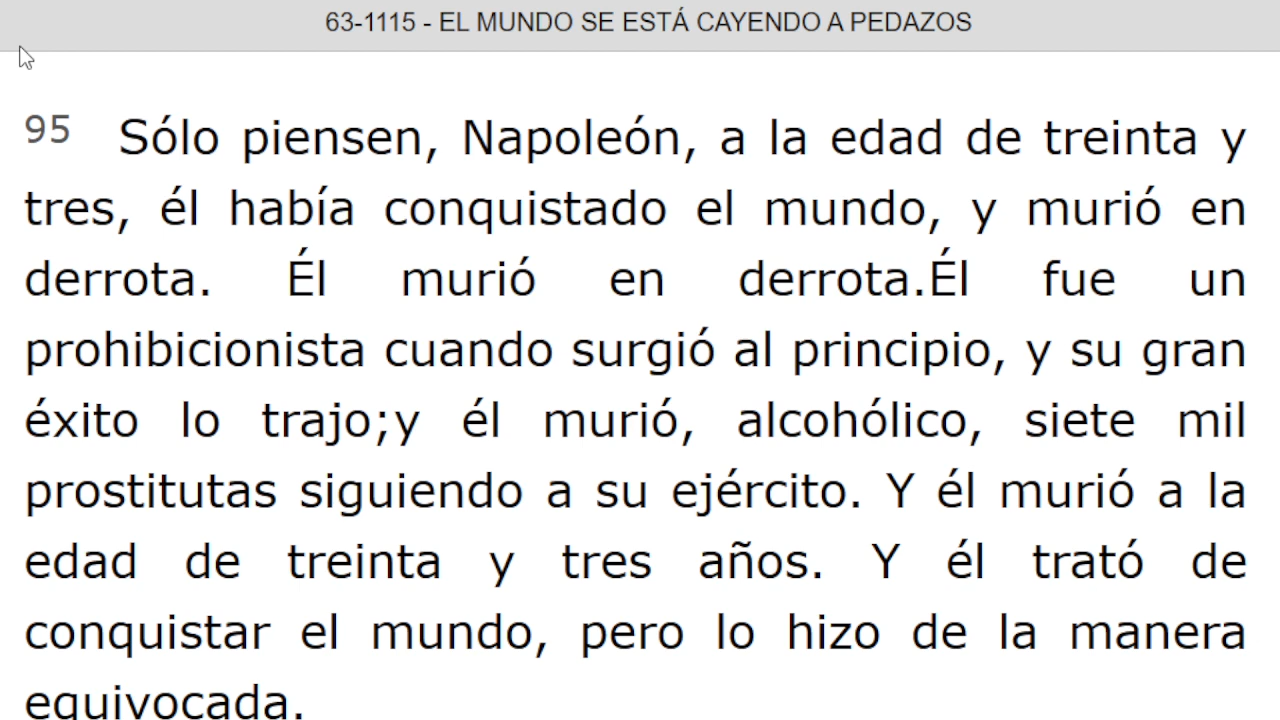 63-1115 - EL MUNDO SE ESTÁ CAYENDO A PEDAZOS
95 Sólo piensen, Napoleón, a la edad de treinta y
tres, él había conquistado el mundo, y murió en
derrota. Él murió en derrota.Él fue un
prohibicionista cuando surgió al principio, y su gran
éxito lo trajo;y él murió, alcohólico, siete mil
prostitutas siguiendo a su ejército. Y él murió a la
edad de treinta y tres años. Y él trató de
conquistar el mundo, pero lo hizo de la manera
equivocada.